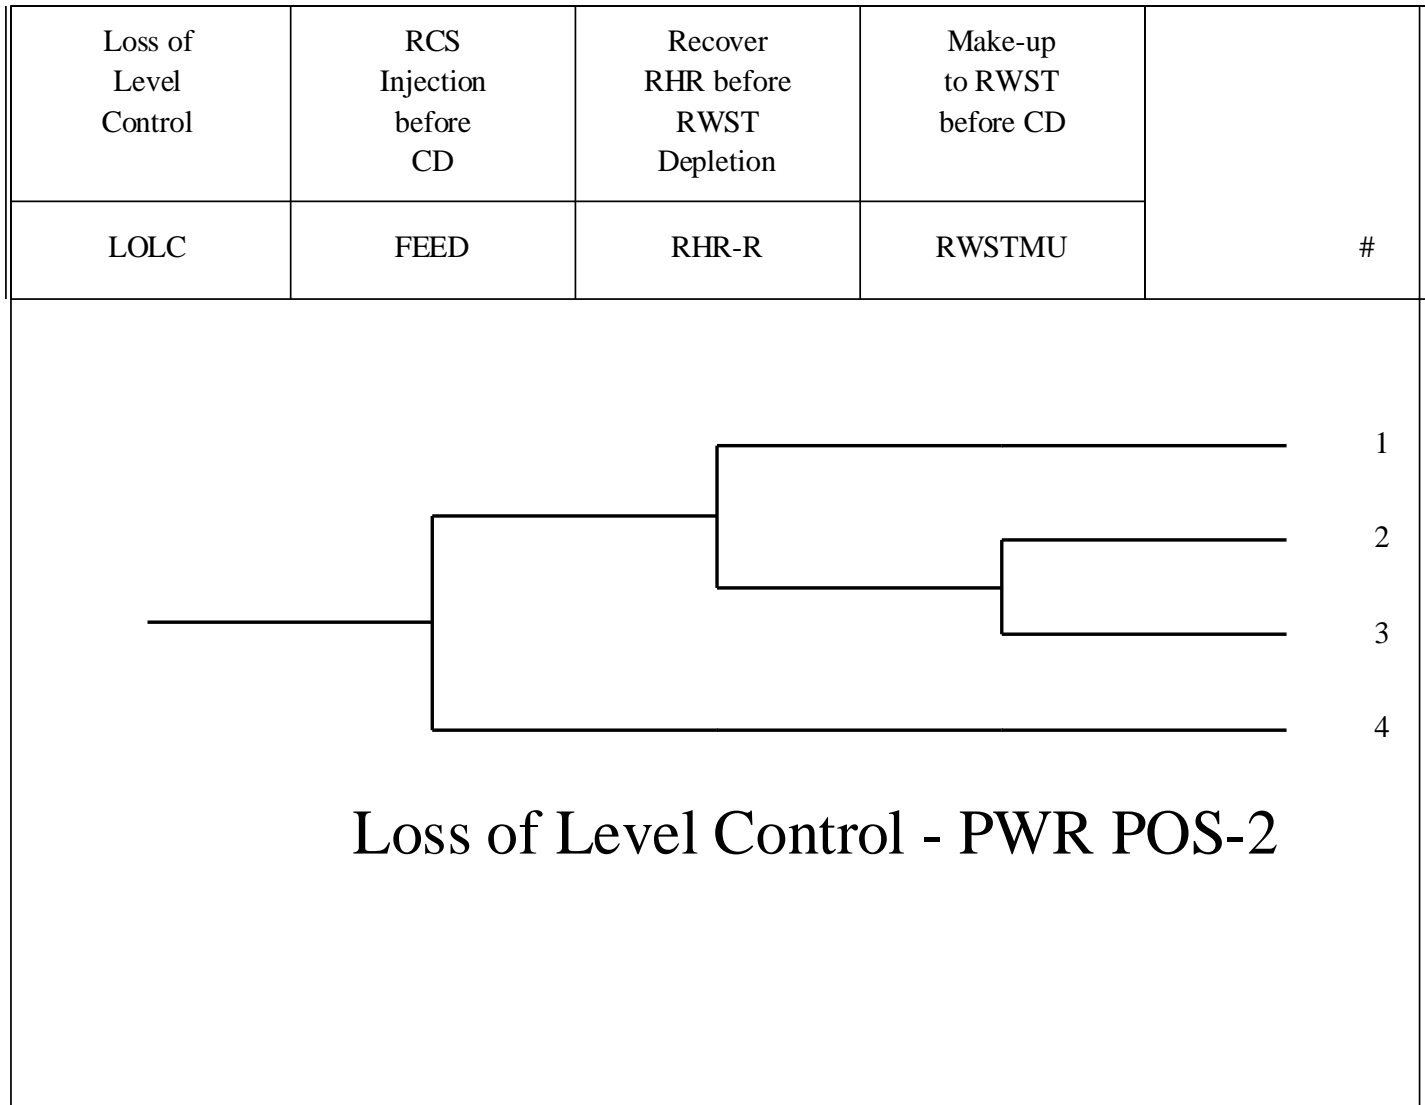 Loss of
Level
Control
RCS
Injection
before
CD
Recover
RHR before
RWST
Depletion
Make-up
to RWST
before CD
LOLC
FEED
RHR-R
RWSTMU
#
1
2
3
4
Loss of Level Control - PWR POS-2